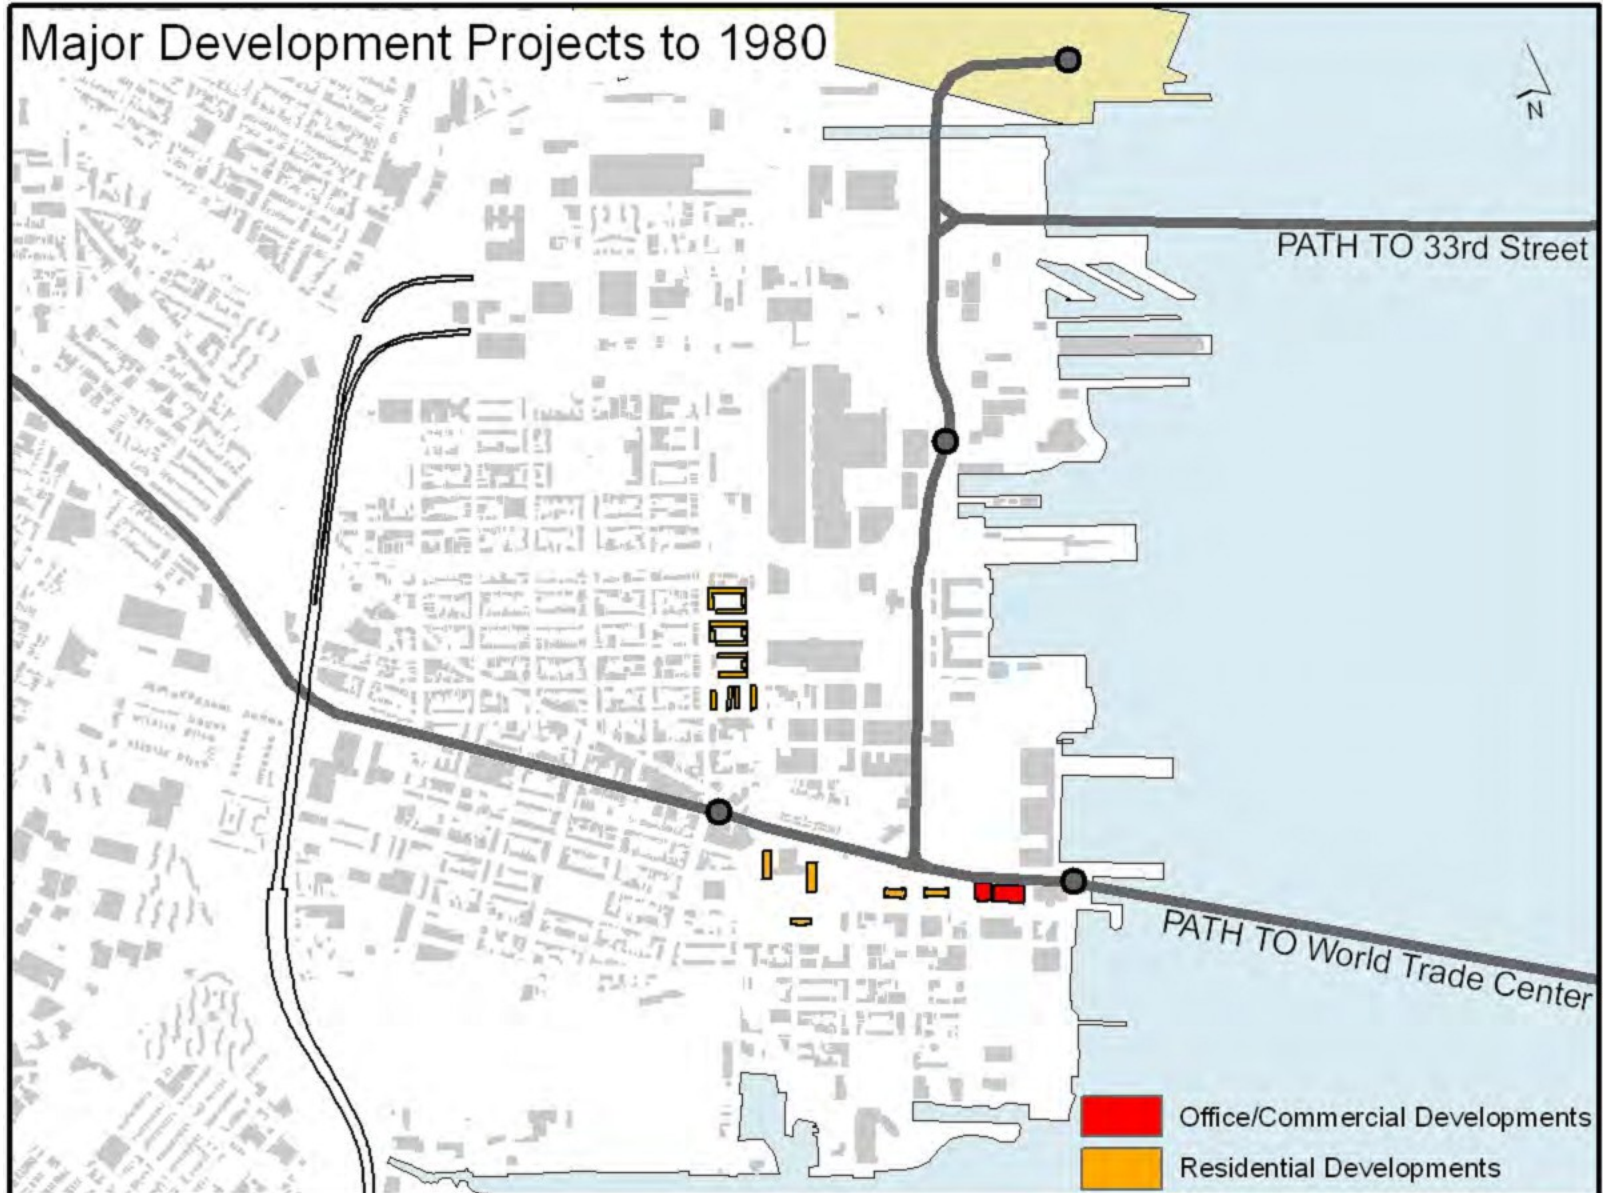 Major Development Projects to 1980
N
PATH TO 33rd Street
PATH TO World Trade Center
Office/Commercial Developments
Residential Developments